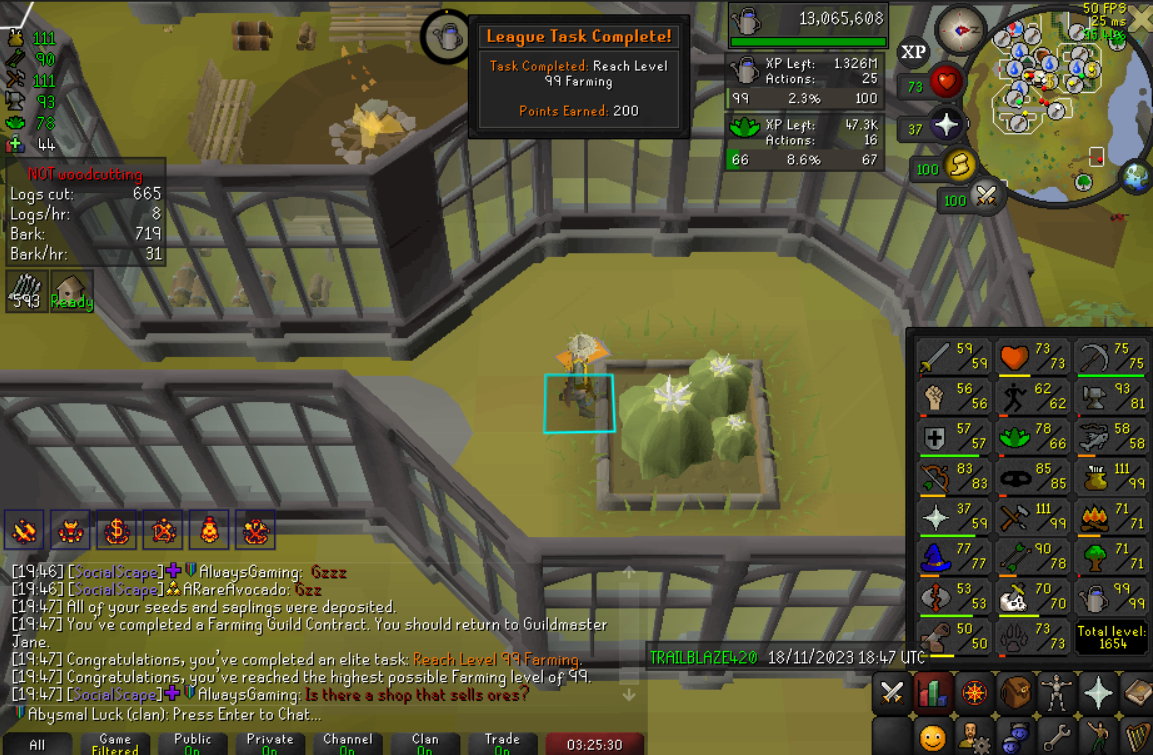 50 FPS
25 ms
League Task Complete!
Task Completed: Reach Level
99 Farming
Points Earned: 200
13,065,608
XP Left: 1.326M
Actions: 25
99 2.3% 100
XP Left: 47.3K
Actions: 16
66 8.6% 67
XP
73
37
100
100
111
90
111
93
78
44
NOT woodcutting
Logs cut: 665
Logs/hr: 8
Bark: 719
Bark/hr: 31
593 Ready
59/59 73/73 75/75
56/56 62/62 93/81
57/57 78/66 58/58
83/83 85/85 111/99
37/59 111/99 71/71
77/77 90/78 71/71
53/53 70/70 99/99
50/50 73/73 Total level:
1654
[19:46] [SocialScape] AlwaysGaming: Gzzz
[19:46] [SocialScape] ARareAvocado: Gzz
[19:47] All of your seeds and saplings were deposited.
[19:47] You've completed a Farming Guild Contract. You should return to Guildmaster
Jane.
[19:47] Congratulations, you've completed an elite task: Reach Level 99 Farming.
[19:47] Congratulations, you've reached the highest possible Farming level of 99.
[19:47] [SocialScape] AlwaysGaming: Is there a shop that sells ores?
Abysmal Luck (clan): Press Enter to Chat...
TRAILBLAZE420 18/11/2023 18:47 UTC
All
Game
Filtered
Public
On
Private
On
Channel
On
Clan
On
Trade
On
03:25:30